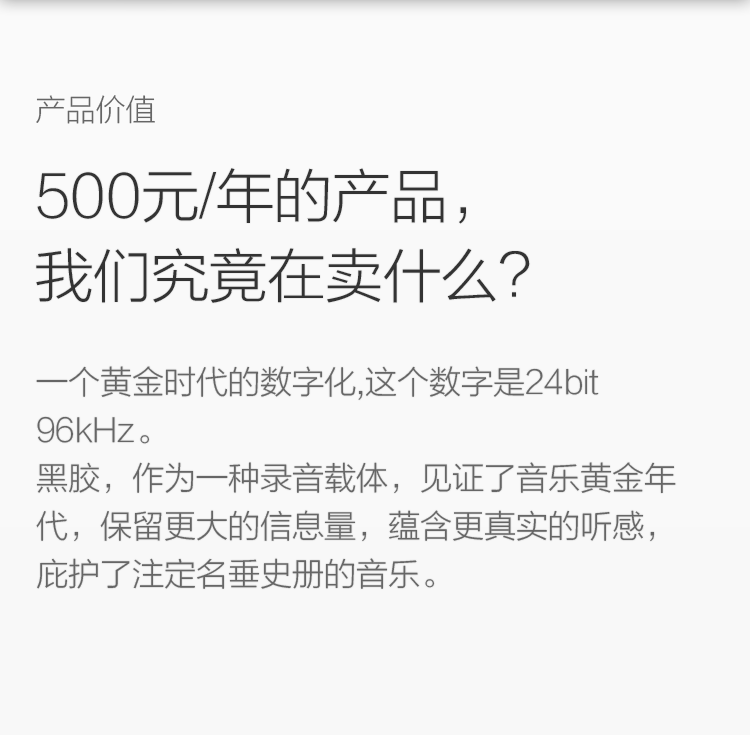 产品价值
500元/年的产品，
我们究竟在卖什么？
一个黄金时代的数字化,这个数字是24bit
96kHz。
黑胶，作为一种录音载体，见证了音乐黄金年
代，保留更大的信息量，蕴含更真实的听感，
庇护了注定名垂史册的音乐。